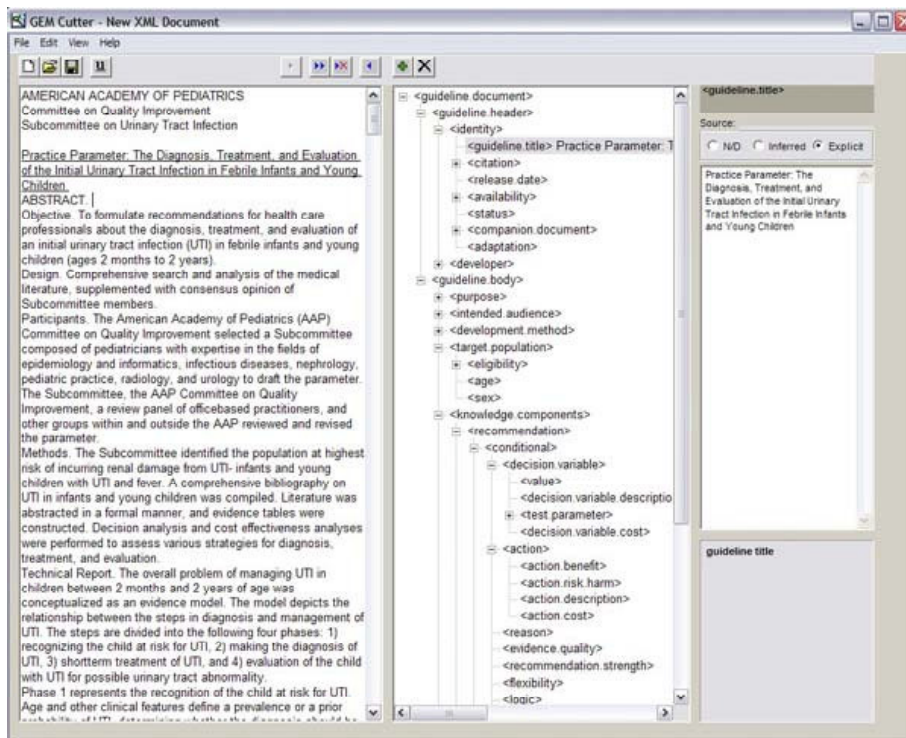 GEM Cutter - New XML Document
File Edit View Help
AMERICAN ACADEMY OF PEDIATRICS
Committee on Quality Improvement
Subcommittee on Urinary Tract Infection
Practice Parameter: The Diagnosis, Treatment, and Evaluation
of the Initial Urinary Tract Infection in Febrile Infants and Young
Children.
ABSTRACT.
Objective. To formulate recommendations for health care
professionals about the diagnosis, treatment, and evaluation of
an initial urinary tract infection (UTI) in febrile infants and young
children (ages 2 months to 2 years).
Design. Comprehensive search and analysis of the medical
literature, supplemented with consensus opinion of
Subcommittee members.
Participants. The American Academy of Pediatrics (AAP)
Committee on Quality Improvement selected a Subcommittee
composed of pediatricians with expertise in the fields of
epidemiology and informatics, infectious diseases, nephrology,
pediatric practice, radiology, and urology to draft the parameter.
The Subcommittee, the AAP Committee on Quality
Improvement, a review panel of officebased practitioners, and
other groups within and outside the AAP reviewed and revised
the parameter.
Methods. The Subcommittee identified the population at highest
risk of incurring renal damage from UTI- infants and young
children with UTI and fever. A comprehensive bibliography on
UTI in infants and young children was compiled. Literature was
abstracted in a formal manner, and evidence tables were
constructed. Decision analysis and cost effectiveness analyses
were performed to assess various strategies for diagnosis,
treatment, and evaluation.
Technical Report. The overall problem of managing UTI in
children between 2 months and 2 years of age was
conceptualized as an evidence model. The model depicts the
relationship between the steps in diagnosis and management of
UTI. The steps are divided into the following four phases: 1)
recognizing the child at risk for UTI, 2) making the diagnosis of
UTI, 3) shortterm treatment of UTI, and 4) evaluation of the child
with UTI for possible urinary tract abnormality.
Phase 1 represents the recognition of the child at risk for UTI.
Age and other clinical features define a prevalence or a prior
<guideline.document>
<guideline.header>
<identity>
<guideline.title> Practice Parameter: T
<citation>
<release.date>
<availability>
<status>
<companion.document>
<adaptation>
<developer>
<guideline.body>
<purpose>
<intended.audience>
<development.method>
<target.population>
<eligibility>
<age>
<sex>
<knowledge.components>
<recommendation>
<conditional>
<decision.variable>
<value>
<decision.variable.descriptio
<test.parameter>
<decision.variable.cost>
<action>
<action.benefit>
<action.risk.harm>
<action.description>
<action.cost>
<reason>
<evidence.quality>
<recommendation.strength>
<flexibility>
<logic>
<guideline.title>
Source:
N/D Inferred Explicit
Practice Parameter: The
Diagnosis, Treatment, and
Evaluation of the Initial Urinary
Tract Infection in Febrile Infants
and Young Children
guideline title